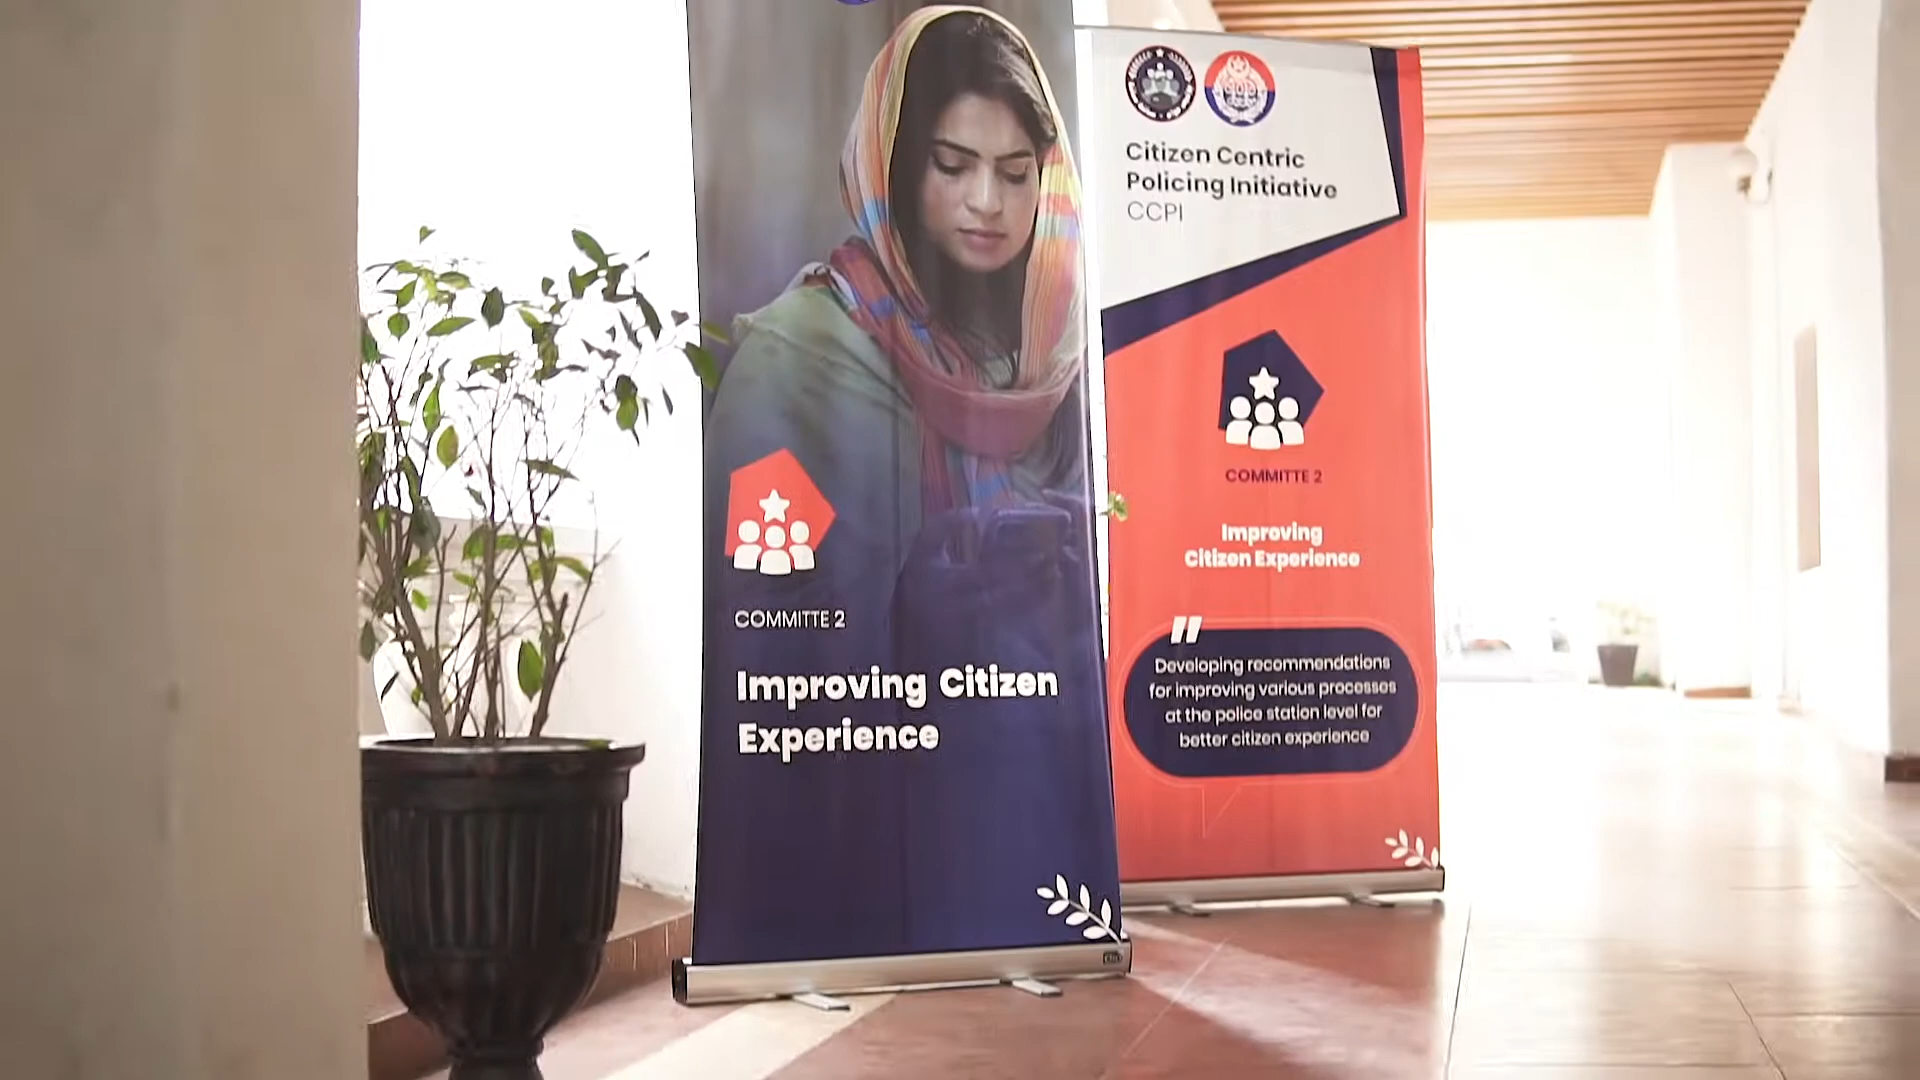 COMMITTE 2
Improving Citizen
Experience
Citizen Centric
Policing Initiative
CCPI
COMMITTE 2
Improving
Citizen Experience
Developing recommendations
for improving various processes
at the police station level for
better citizen experience